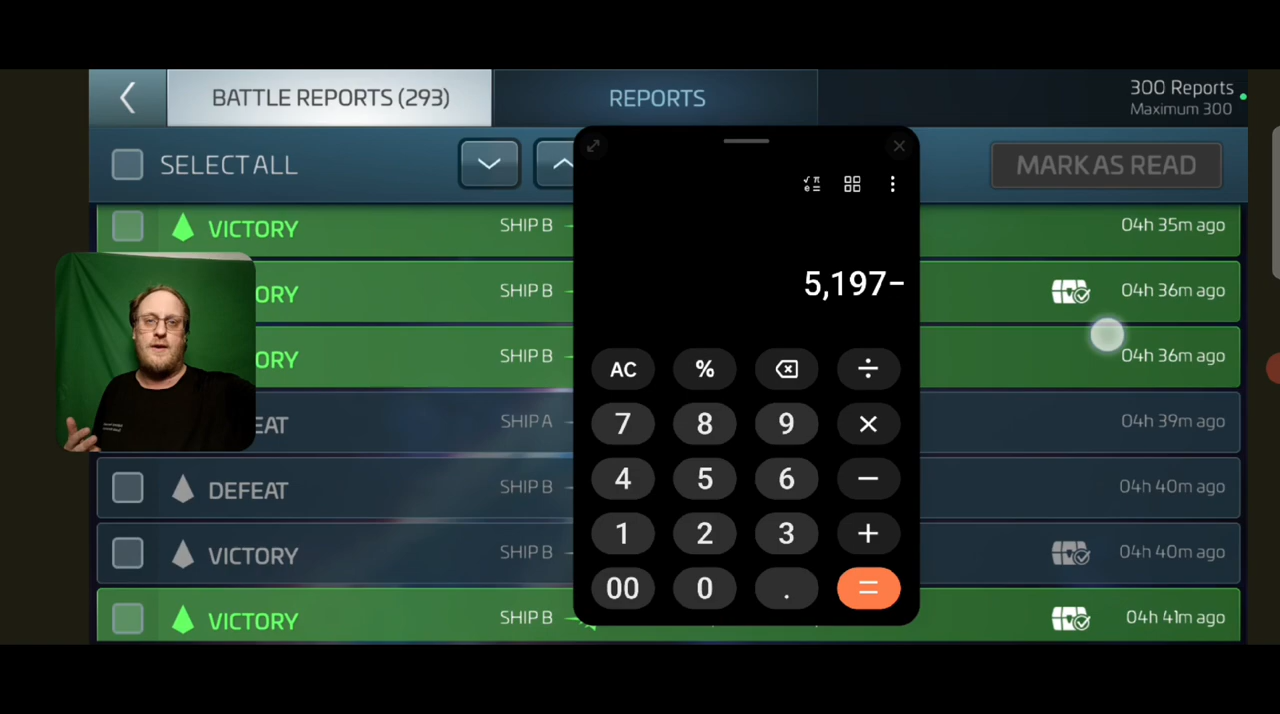 BATTLE REPORTS (293)
REPORTS
300 Reports
Maximum 300
SELECT ALL
MARK AS READ
VICTORY
SHIP B
04h 35m ago
ORY
SHIP B
04h 36m ago
ORY
SHIP B
04h 36m ago
EAT
SHIP A
04h 39m ago
DEFEAT
SHIP B
04h 40m ago
VICTORY
SHIP B
04h 40m ago
VICTORY
SHIP B
04h 41m ago
√ π
e =
5,197−
AC % ÷
7 8 9 ×
4 5 6 −
1 2 3 +
00 0 . =